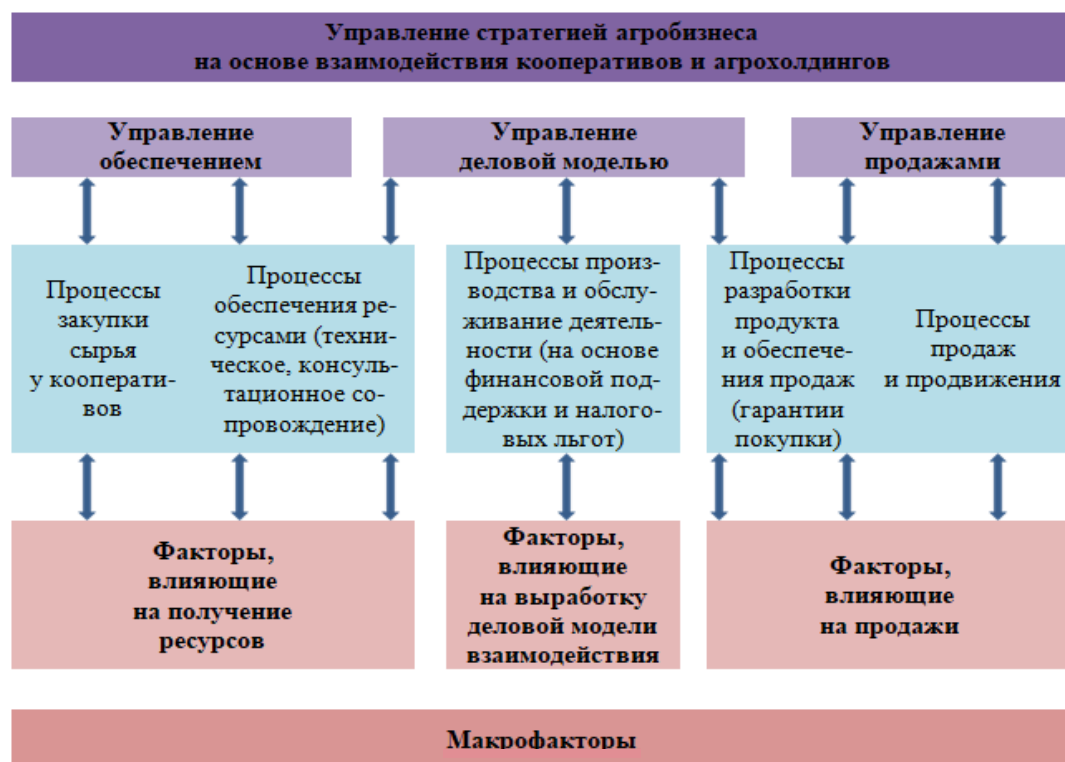 Управление стратегией агробизнеса
на основе взаимодействия кооперативов и агрохолдингов
Управление
обеспечением
Управление
деловой моделью
Управление
продажами
Процессы
закупки
сырья
у кооперати-
вов
Процессы
обеспечения ре-
сурсами (техни-
ческое, консуль-
тационное со-
провождение)
Процессы произ-
водства и обслу-
живание деятель-
ности (на основе
финансовой под-
держки и налого-
вых льгот)
Процессы
разработки
продукта
и обеспече-
ния продаж
(гарантии
покупки)
Процессы
продаж
и продвижения
Факторы,
влияющие
на получение
ресурсов
Факторы,
влияющие
на выработку
деловой модели
взаимодействия
Факторы,
влияющие
на продажи
Макрофакторы